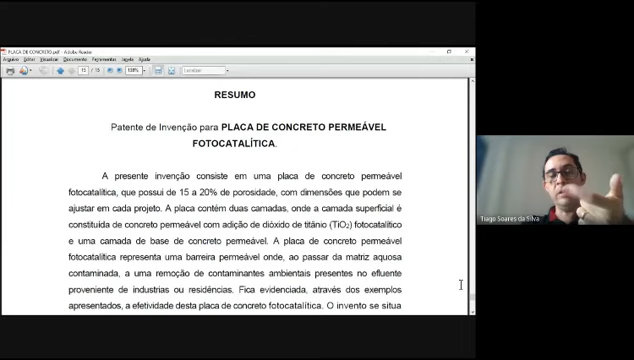 PLACA DE CONCRETO.pdf - Adobe Reader
Arquivo Editar Visualizar Documento Ferramentas Janela Ajuda
15 / 15 108% Localizar
RESUMO
Patente de Invenção para PLACA DE CONCRETO PERMEÁVEL
FOTOCATALÍTICA.
A presente invenção consiste em uma placa de concreto permeável
fotocatalítica, que possui de 15 a 20% de porosidade, com dimensões que podem se
ajustar em cada projeto. A placa contém duas camadas, onde a camada superficial é
constituída de concreto permeável com adição de dióxido de titânio (TiO2) fotocatalítico
e uma camada de base de concreto permeável. A placa de concreto permeável
fotocatalítica representa uma barreira permeável onde, ao passar da matriz aquosa
contaminada, a uma remoção de contaminantes ambientais presentes no efluente
proveniente de industrias ou residências. Fica evidenciada, através dos exemplos
apresentados, a efetividade desta placa de concreto fotocatalítica. O invento se situa
Tiago Soares da Silva